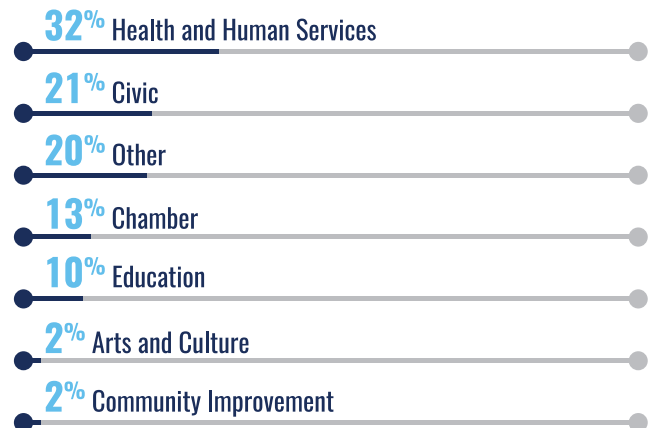 32% Health and Human Services
21% Civic
20% Other
13% Chamber
10% Education
2% Arts and Culture
2% Community Improvement